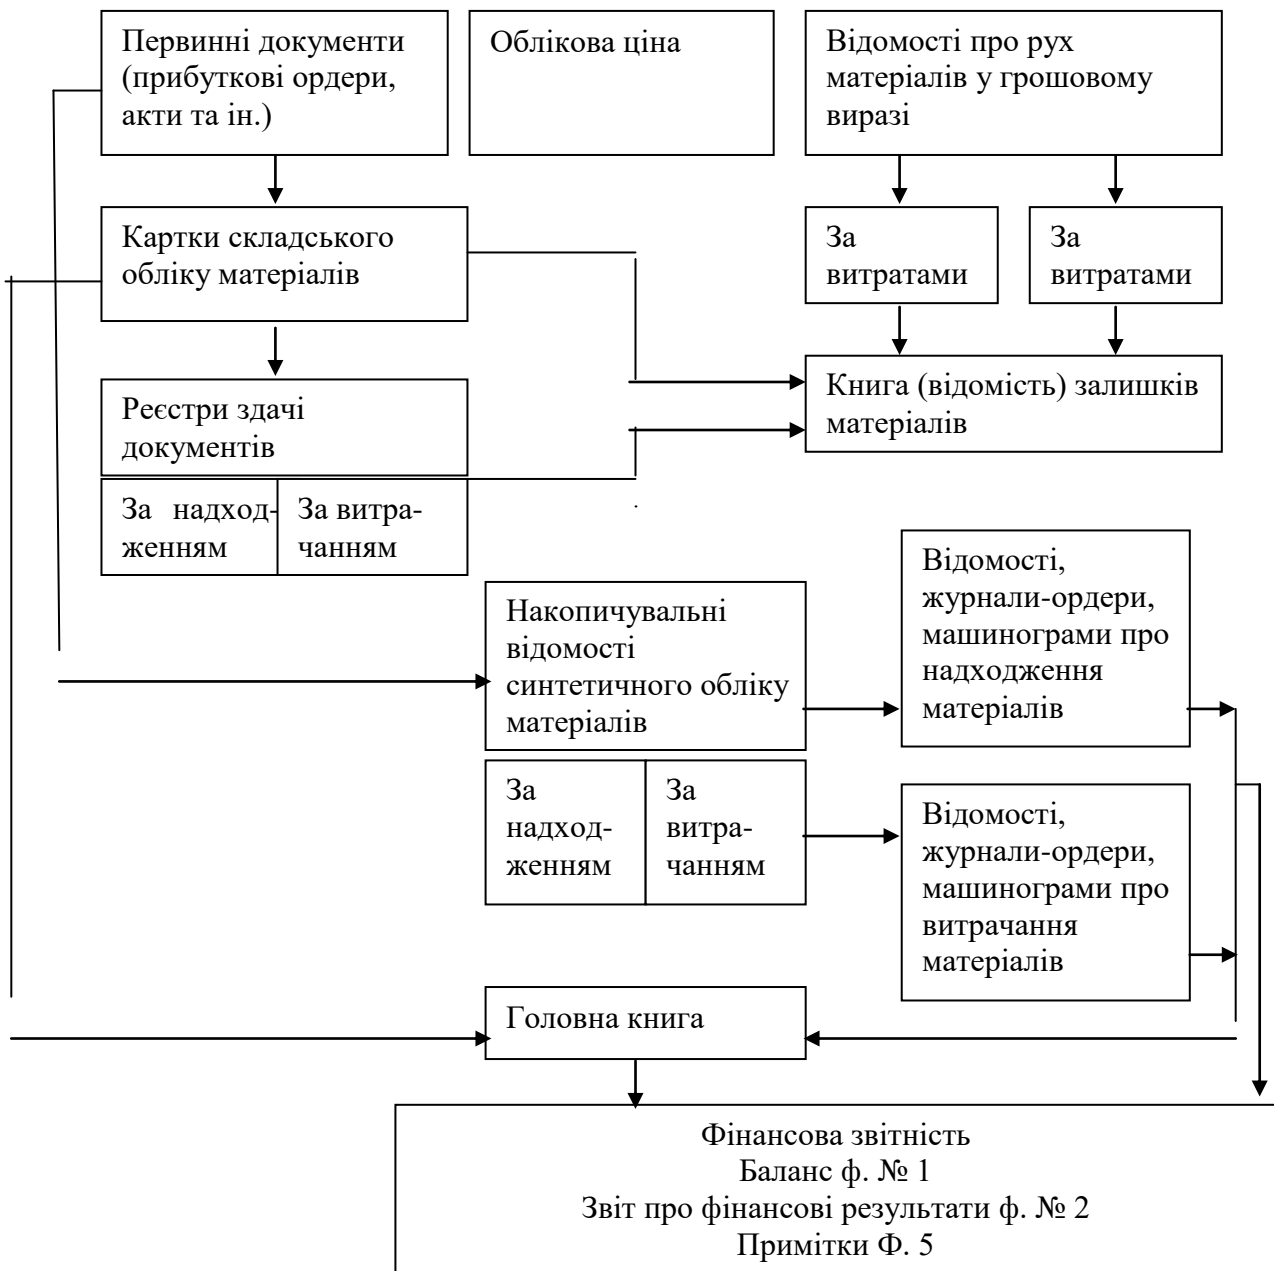 Первинні документи
(прибуткові ордери,
акти та ін.)
Облікова ціна
Відомості про рух
матеріалів у грошовому
виразі
Картки складського
обліку матеріалів
За
витратами
За
витратами
Реєстри здачі
документів
Книга (відомість) залишків
матеріалів
За надход-
женням
За витра-
чанням
Накопичувальні
відомості
синтетичного обліку
матеріалів
Відомості,
журнали-ордери,
машинограми про
надходження
матеріалів
За
надход-
женням
За
витра-
чанням
Відомості,
журнали-ордери,
машинограми про
витрачання
матеріалів
Головна книга
Фінансова звітність
Баланс ф. № 1
Звіт про фінансові результати ф. № 2
Примітки Ф. 5